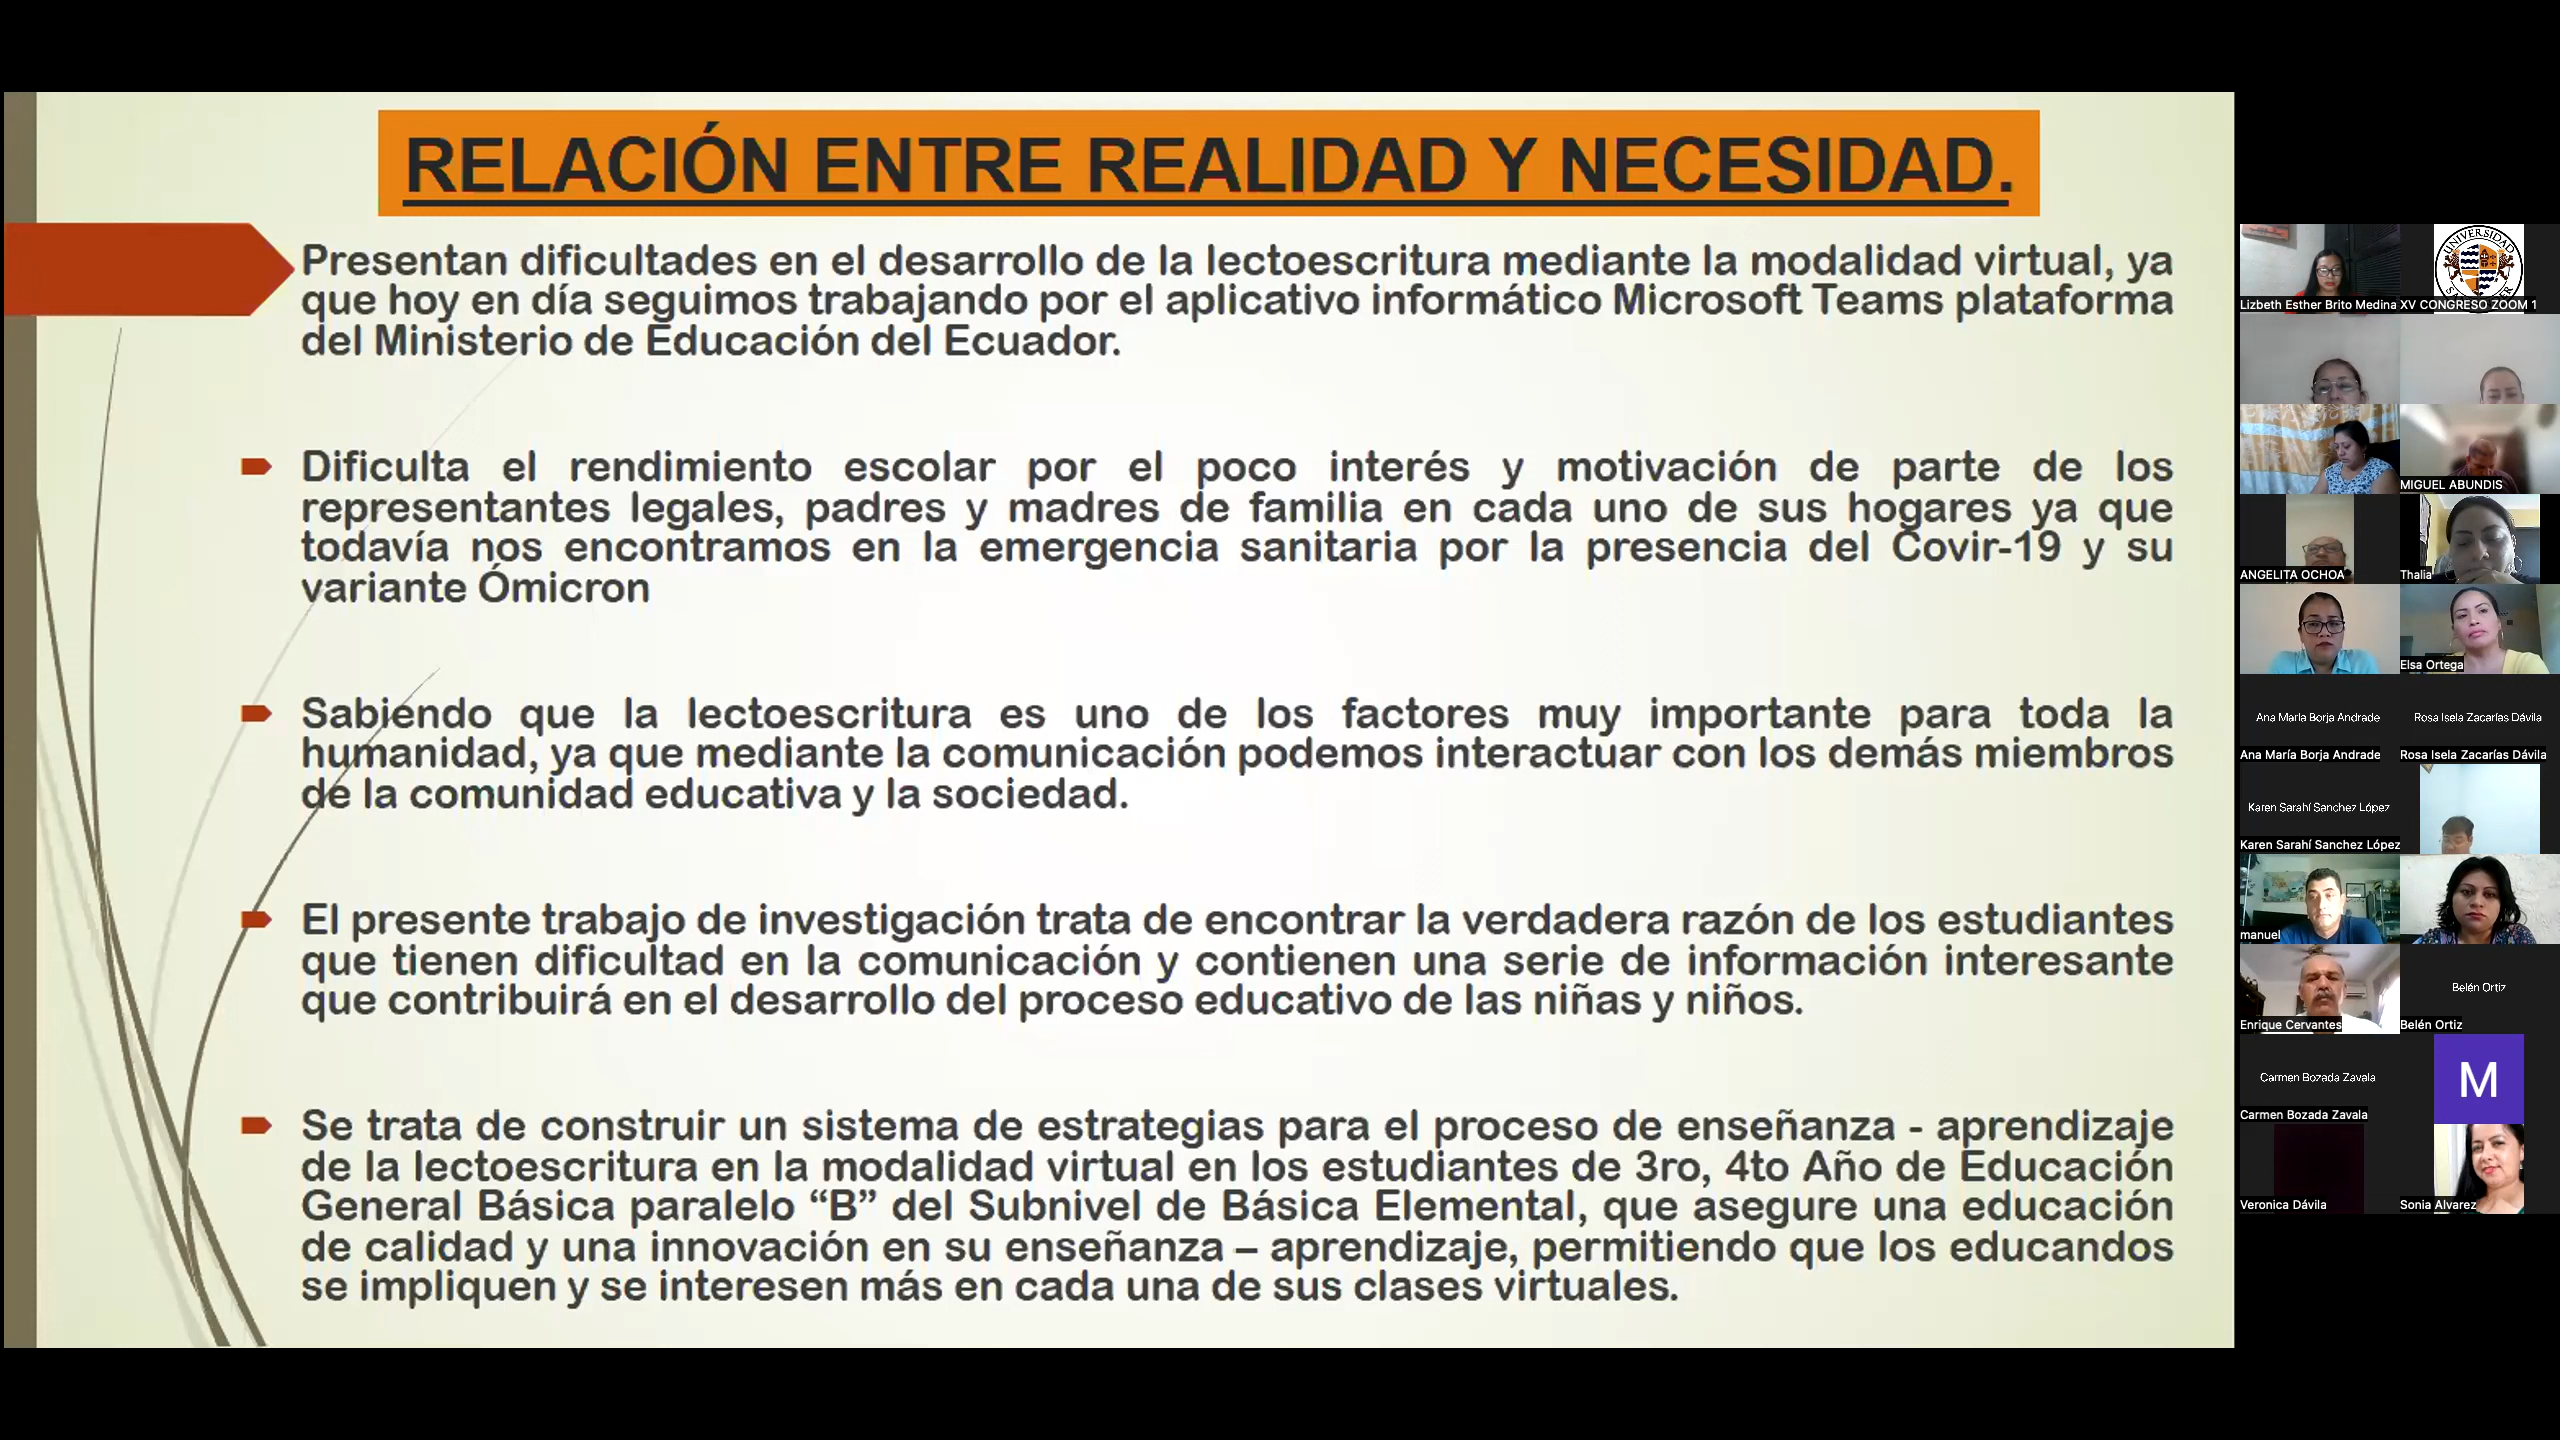 RELACIÓN ENTRE REALIDAD Y NECESIDAD.
Presentan dificultades en el desarrollo de la lectoescritura mediante la modalidad virtual, ya
que hoy en día seguimos trabajando por el aplicativo informático Microsoft Teams plataforma
del Ministerio de Educación del Ecuador.
Dificulta el rendimiento escolar por el poco interés y motivación de parte de los
representantes legales, padres y madres de familia en cada uno de sus hogares ya que
todavía nos encontramos en la emergencia sanitaria por la presencia del Covir-19 y su
variante Ómicron
Sabiendo que la lectoescritura es uno de los factores muy importante para toda la
humanidad, ya que mediante la comunicación podemos interactuar con los demás miembros
de la comunidad educativa y la sociedad.
El presente trabajo de investigación trata de encontrar la verdadera razón de los estudiantes
que tienen dificultad en la comunicación y contienen una serie de información interesante
que contribuirá en el desarrollo del proceso educativo de las niñas y niños.
Se trata de construir un sistema de estrategias para el proceso de enseñanza - aprendizaje
de la lectoescritura en la modalidad virtual en los estudiantes de 3ro, 4to Año de Educación
General Básica paralelo “B” del Subnivel de Básica Elemental, que asegure una educación
de calidad y una innovación en su enseñanza – aprendizaje, permitiendo que los educandos
se impliquen y se interesen más en cada una de sus clases virtuales.
UNIVERSIDAD
Lizbeth Esther Brito Medina
XV CONGRESO ZOOM 1
MIGUEL ABUNDIS
ANGELITA OCHOA
Thalia
Elsa Ortega
Ana María Borja Andrade
Rosa Isela Zacarías Dávila
Ana María Borja Andrade
Rosa Isela Zacarías Dávila
Karen Sarahí Sanchez López
Karen Sarahí Sanchez López
manuel
Enrique Cervantes
Belén Ortiz
Belén Ortiz
Carmen Bozada Zavala
Carmen Bozada Zavala
M
Veronica Dávila
Sonia Alvarez